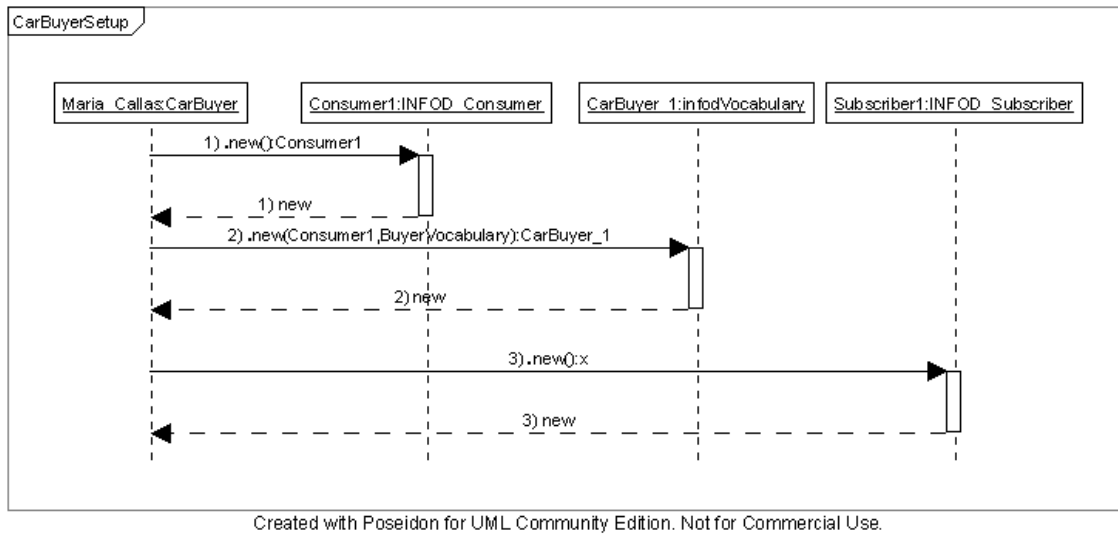 CarBuyerSetup
Maria_Callas:CarBuyer
Consumer1:INFOD_Consumer
CarBuyer_1:infodVocabulary
Subscriber1:INFOD_Subscriber
1) .new():Consumer1
1) new
2) .new(Consumer1,BuyerVocabulary):CarBuyer_1
2) new
3) .new():x
3) new
Created with Poseidon for UML Community Edition. Not for Commercial Use.